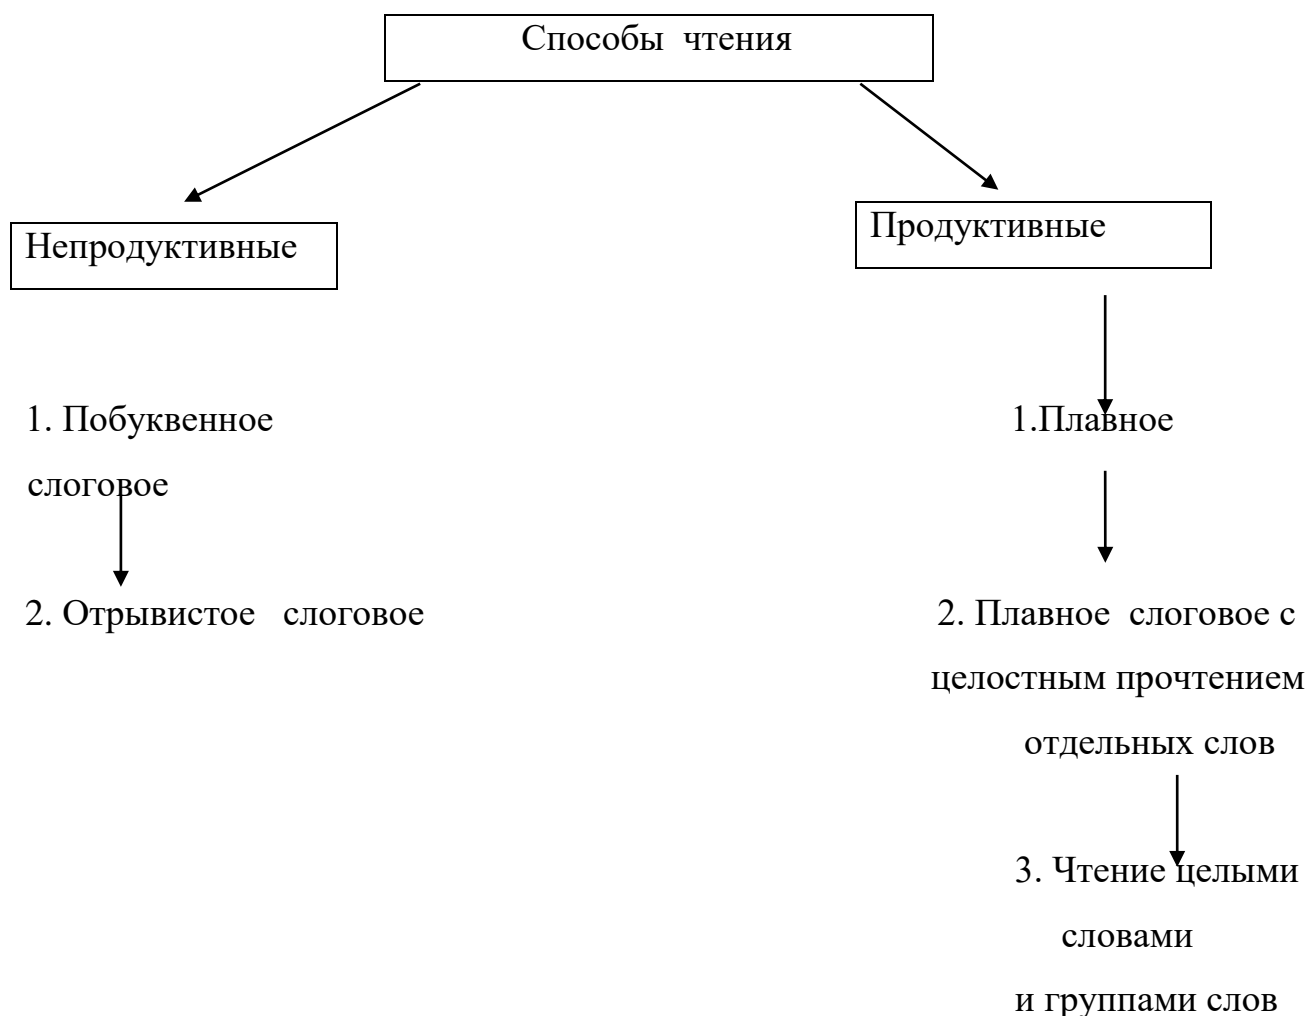 Способы чтения
Непродуктивные
1. Побуквенное
слоговое
2. Отрывистое слоговое
Продуктивные
1.Плавное
2. Плавное слоговое с
целостным прочтением
отдельных слов
3. Чтение целыми
словами
и группами слов